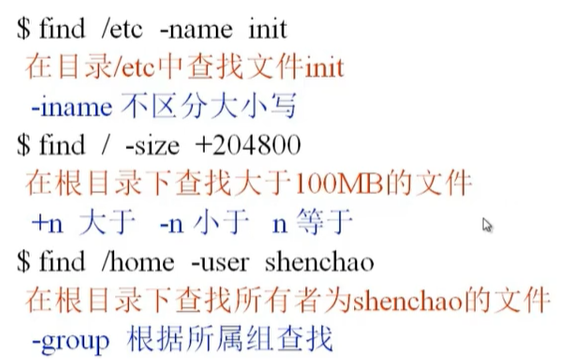 $ find /etc -name init
在目录/etc中查找文件init
-iname 不区分大小写
$ find / -size +204800
在根目录下查找大于100MB的文件
+n 大于 -n 小于 n 等于
$ find /home -user shenchao
在根目录下查找所有者为shenchao的文件
-group 根据所属组查找